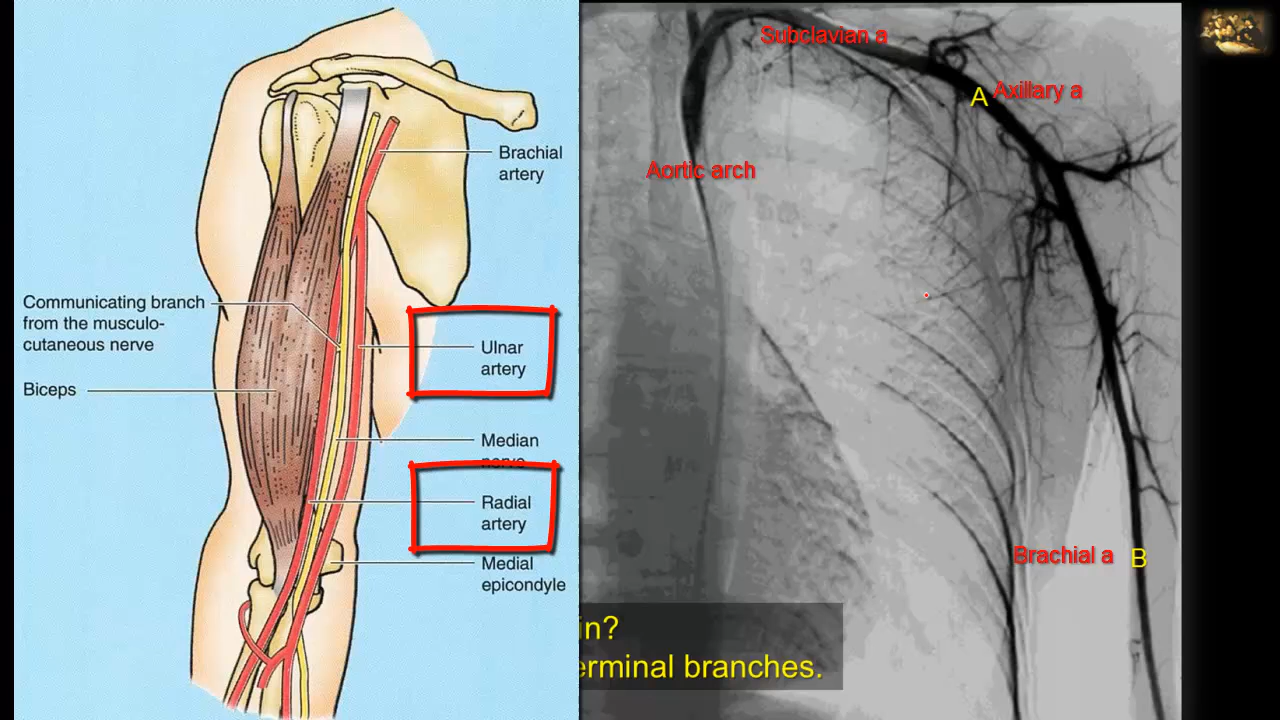 Brachial
artery
Communicating branch
from the musculo-
cutaneous nerve
Ulnar
artery
Biceps
Median
nerve
Radial
artery
Medial
epicondyle
Subclavian a
A Axillary a
Aortic arch
Brachial a B
in?
erminal branches.